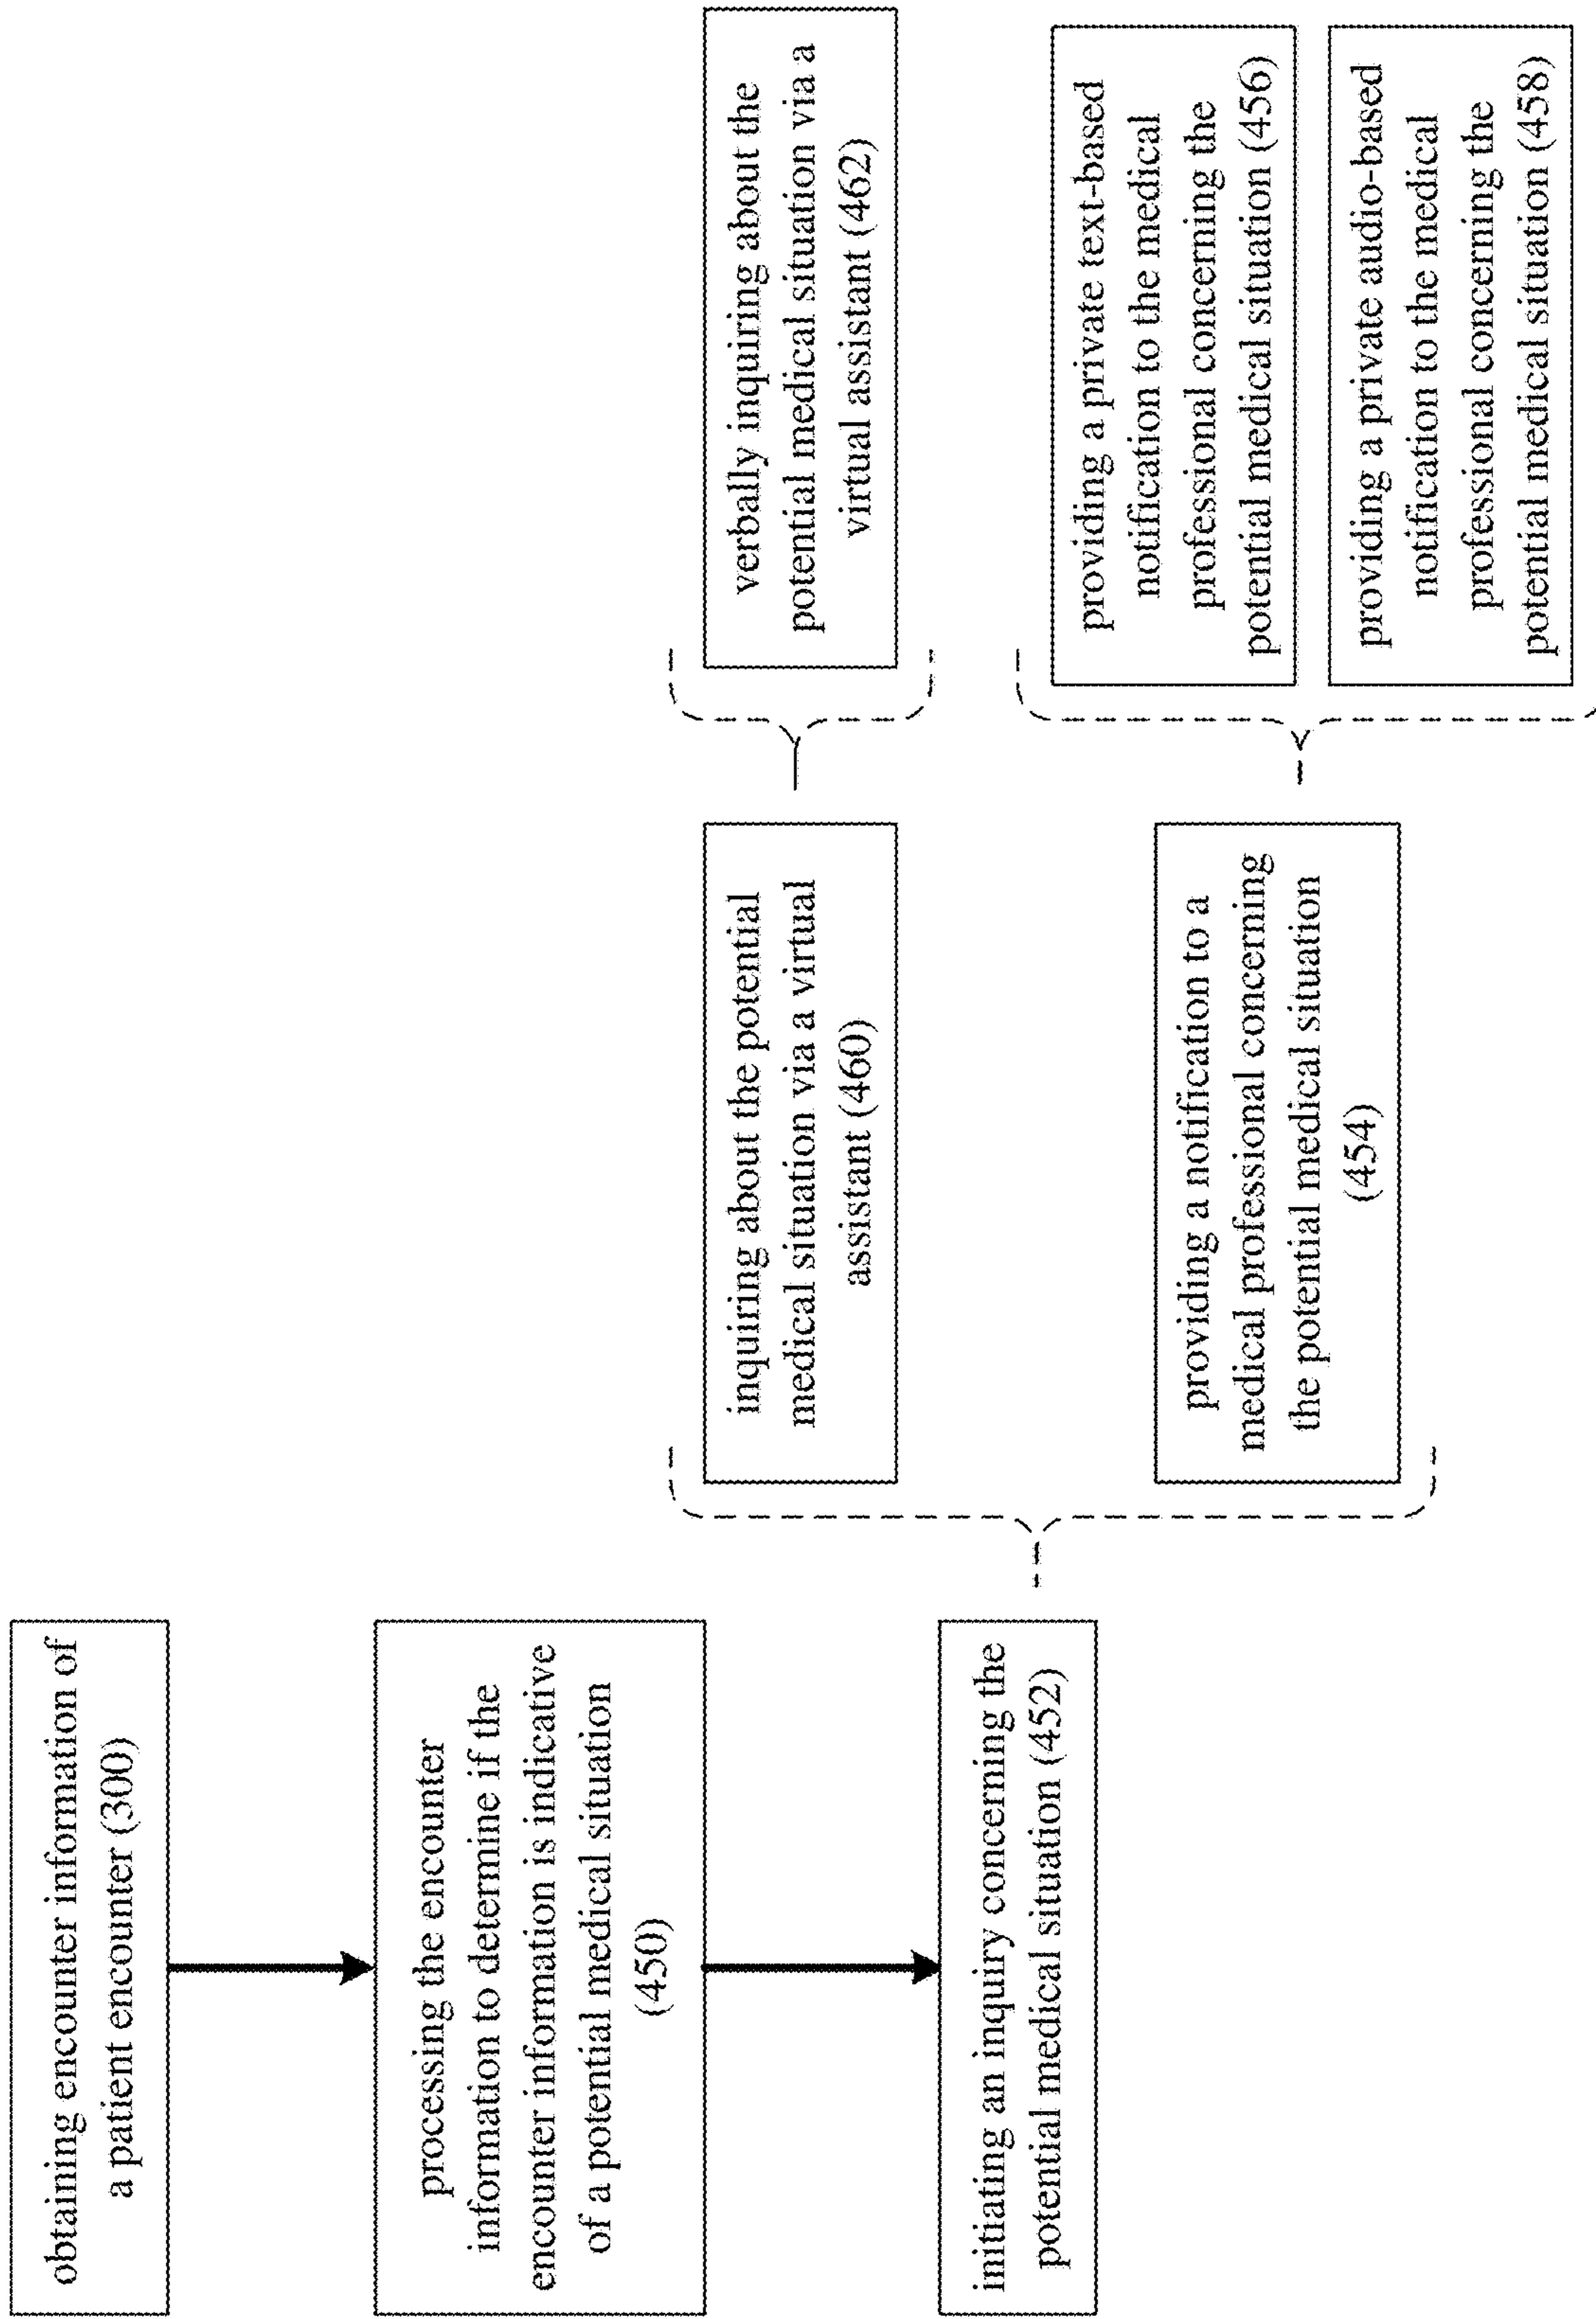 obtaining encounter information of
a patient encounter (300)
processing the encounter
information to determine if the
encounter information is indicative
of a potential medical situation
(450)
initiating an inquiry concerning the
potential medical situation (452)
inquiring about the potential
medical situation via a virtual
assistant (460)
verbally inquiring about the
potential medical situation via a
virtual assistant (462)
providing a notification to a
medical professional concerning
the potential medical situation
(454)
providing a private text-based
notification to the medical
professional concerning the
potential medical situation (456)
providing a private audio-based
notification to the medical
professional concerning the
potential medical situation (458)